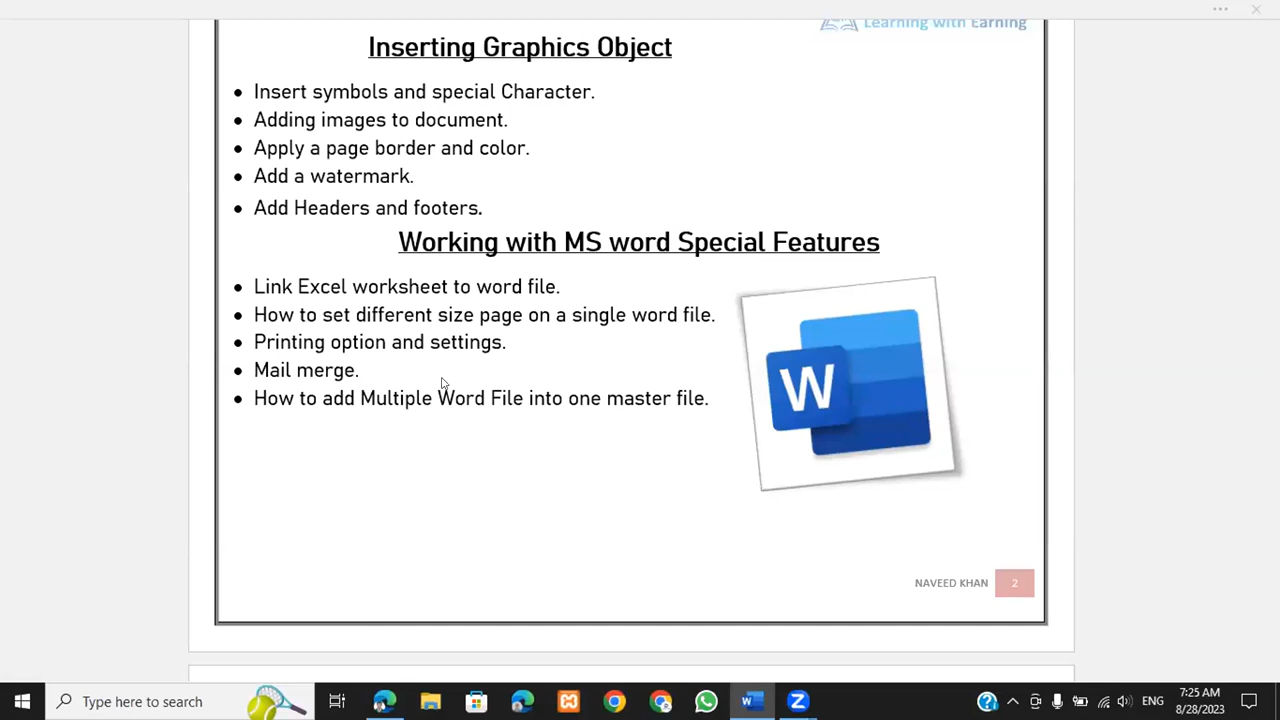 Learning with Earning
Inserting Graphics Object
• Insert symbols and special Character.
• Adding images to document.
• Apply a page border and color.
• Add a watermark.
• Add Headers and footers.
Working with MS word Special Features
• Link Excel worksheet to word file.
• How to set different size page on a single word file.
• Printing option and settings.
• Mail merge.
• How to add Multiple Word File into one master file.
W
NAVEED KHAN 2
Type here to search
ENG
7:25 AM
8/28/2023